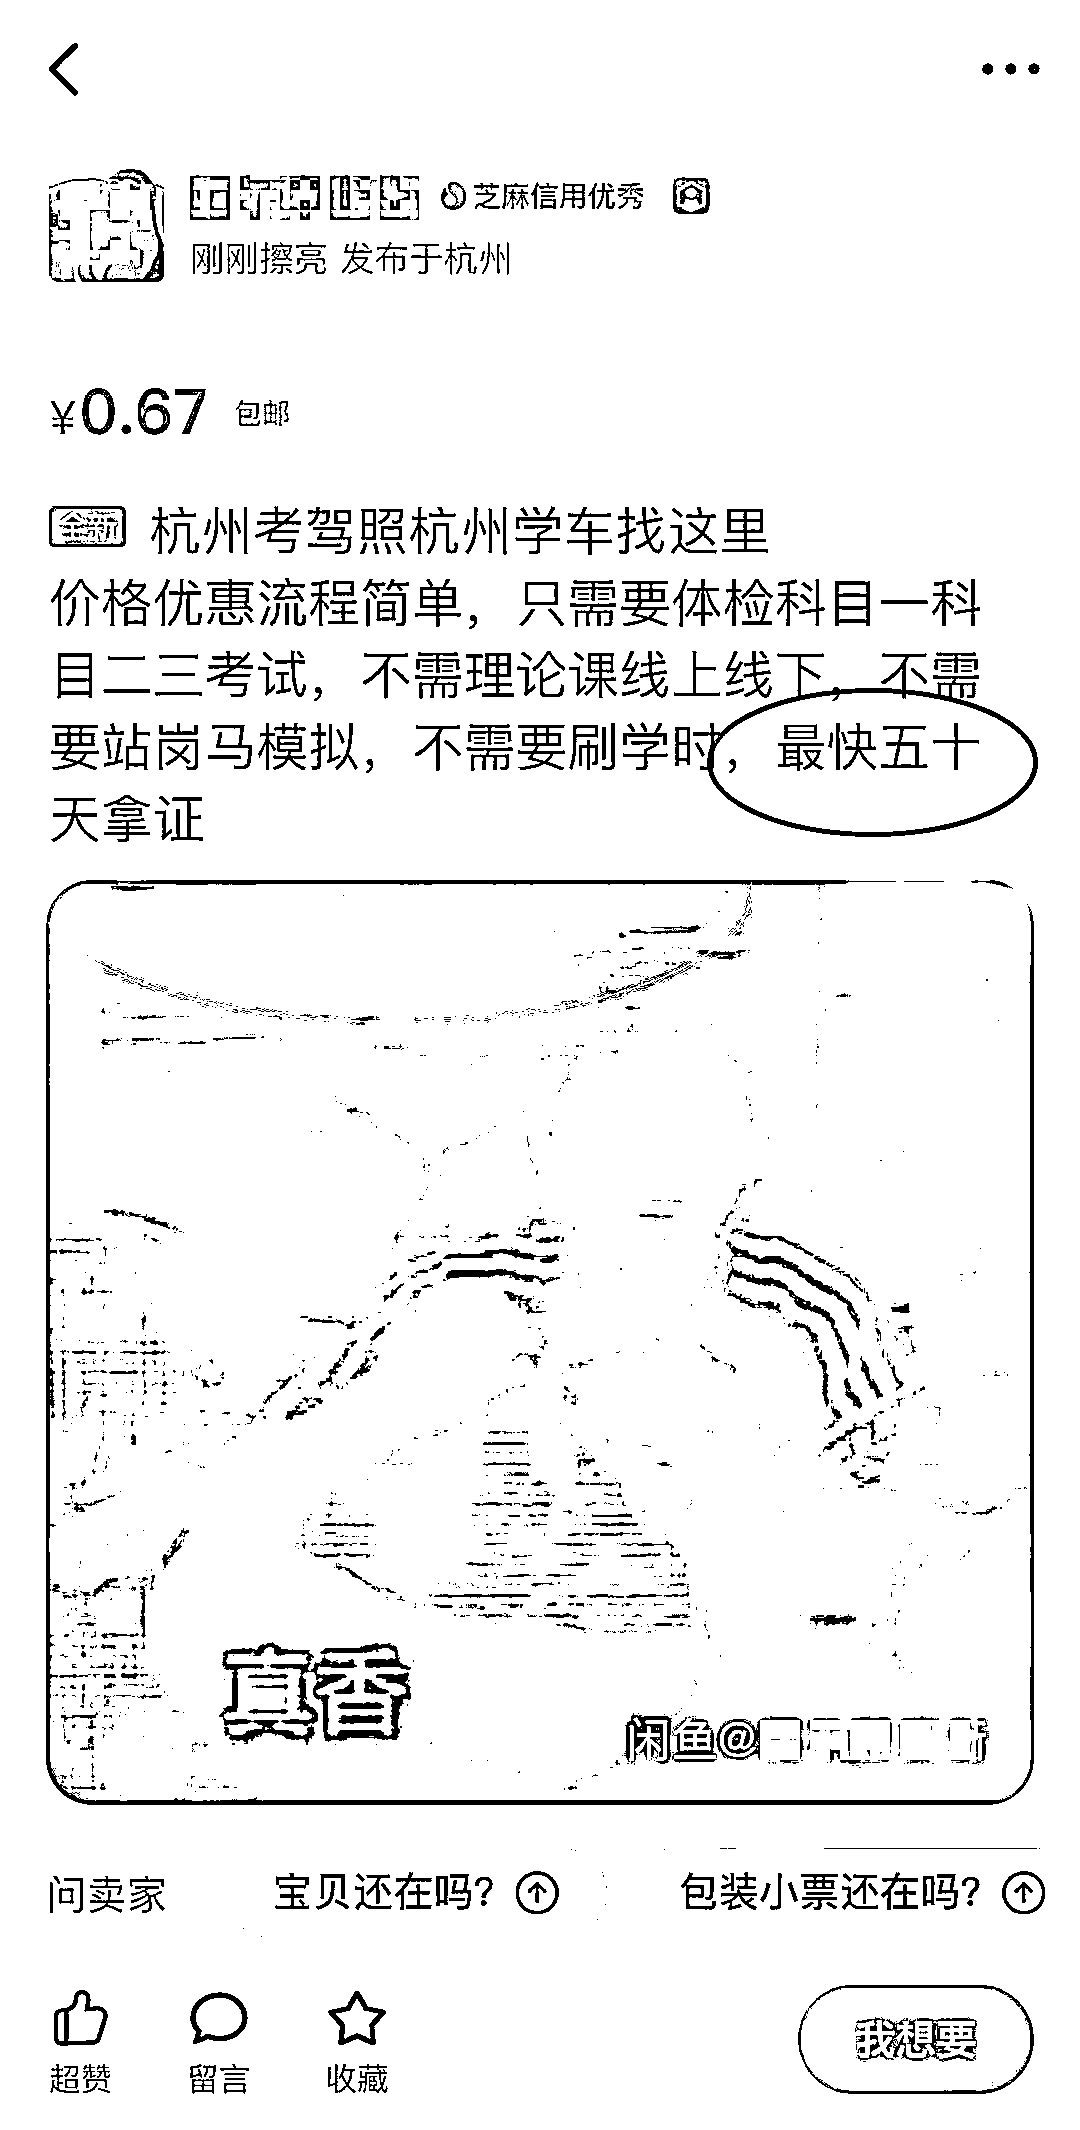 芝麻信用优秀
刚刚擦亮 发布于杭州
¥0.67 包邮
全新 杭州考驾照杭州学车找这里
价格优惠流程简单，只需要体检科目一科
目二三考试，不需理论课线上线下，不需
要站岗马模拟，不需要刷学时，最快五十
天拿证
真香
闲鱼@
问卖家 宝贝还在吗？ 包装小票还在吗？
超赞 留言 收藏 我想要